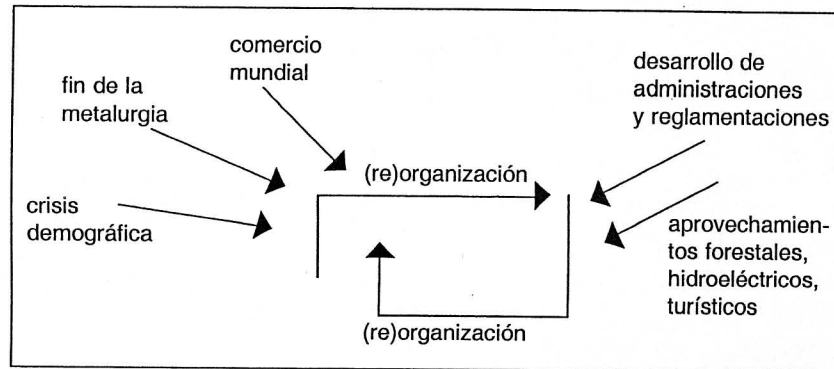 comercio
mundial
fin de la
metalurgia
desarrollo de
administraciones
y reglamentaciones
(re)organización
crisis
demográfica
aprovechamien-
tos forestales,
hidroeléctricos,
turísticos
(re)organización